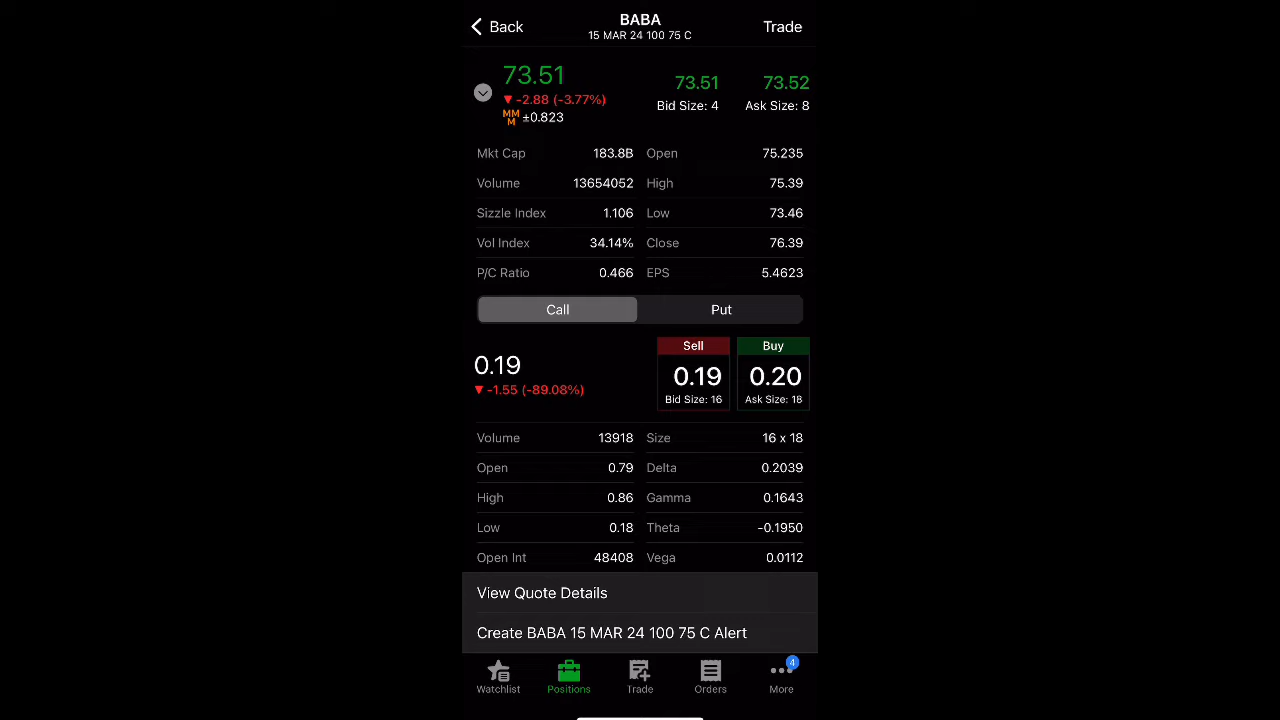 Back
BABA
Trade
15 MAR 24 100 75 C
73.51
▼ -2.88 (-3.77%)
MM
M
±0.823
73.51
Bid Size: 4
73.52
Ask Size: 8
Mkt Cap 183.8B Open 75.235
Volume 13654052 High 75.39
Sizzle Index 1.106 Low 73.46
Vol Index 34.14% Close 76.39
P/C Ratio 0.466 EPS 5.4623
Call Put
0.19
▼ -1.55 (-89.08%)
Sell
0.19
Bid Size: 16
Buy
0.20
Ask Size: 18
Volume 13918 Size 16 x 18
Open 0.79 Delta 0.2039
High 0.86 Gamma 0.1643
Low 0.18 Theta -0.1950
Open Int 48408 Vega 0.0112
View Quote Details
Create BABA 15 MAR 24 100 75 C Alert
4
Watchlist Positions Trade Orders More